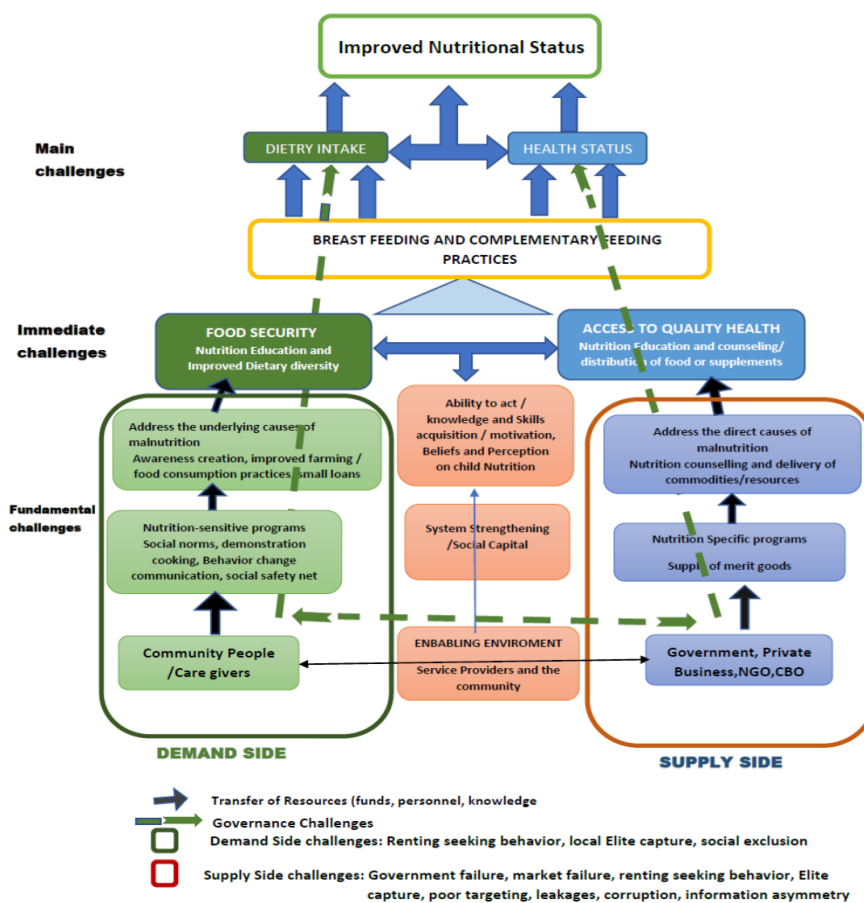 Improved Nutritional Status
Main
challenges
DIETRY INTAKE
HEALTH STATUS
BREAST FEEDING AND COMPLEMENTARY FEEDING
PRACTICES
Immediate
challenges
FOOD SECURITY
Nutrition Education and
Improved Dietary diversity
ACCESS TO QUALITY HEALTH
Nutrition Education and counseling/
distribution of food or supplements
Address the underlying causes of
malnutrition
Awareness creation, improved farming /
food consumption practices, small loans
Ability to act /
knowledge and Skills
acquisition / motivation,
Beliefs and Perception
on child Nutrition
Address the direct causes of
malnutrition
Nutrition counselling and delivery of
commodities/resources
Fundamental
challenges
Nutrition-sensitive programs
Social norms, demonstration
cooking, Behavior change
communication, social safety net
System Strengthening
/Social Capital
Nutrition Specific programs
Supply of merit goods
Community People
/Care givers
ENBABLING ENVIROMENT
Service Providers and the
community
Government, Private
Business,NGO,CBO
DEMAND SIDE
SUPPLY SIDE
Transfer of Resources (funds, personnel, knowledge
Governance Challenges
Demand Side challenges: Renting seeking behavior, local Elite capture, social exclusion
Supply Side challenges: Government failure, market failure, renting seeking behavior, Elite
capture, poor targeting, leakages, corruption, information asymmetry